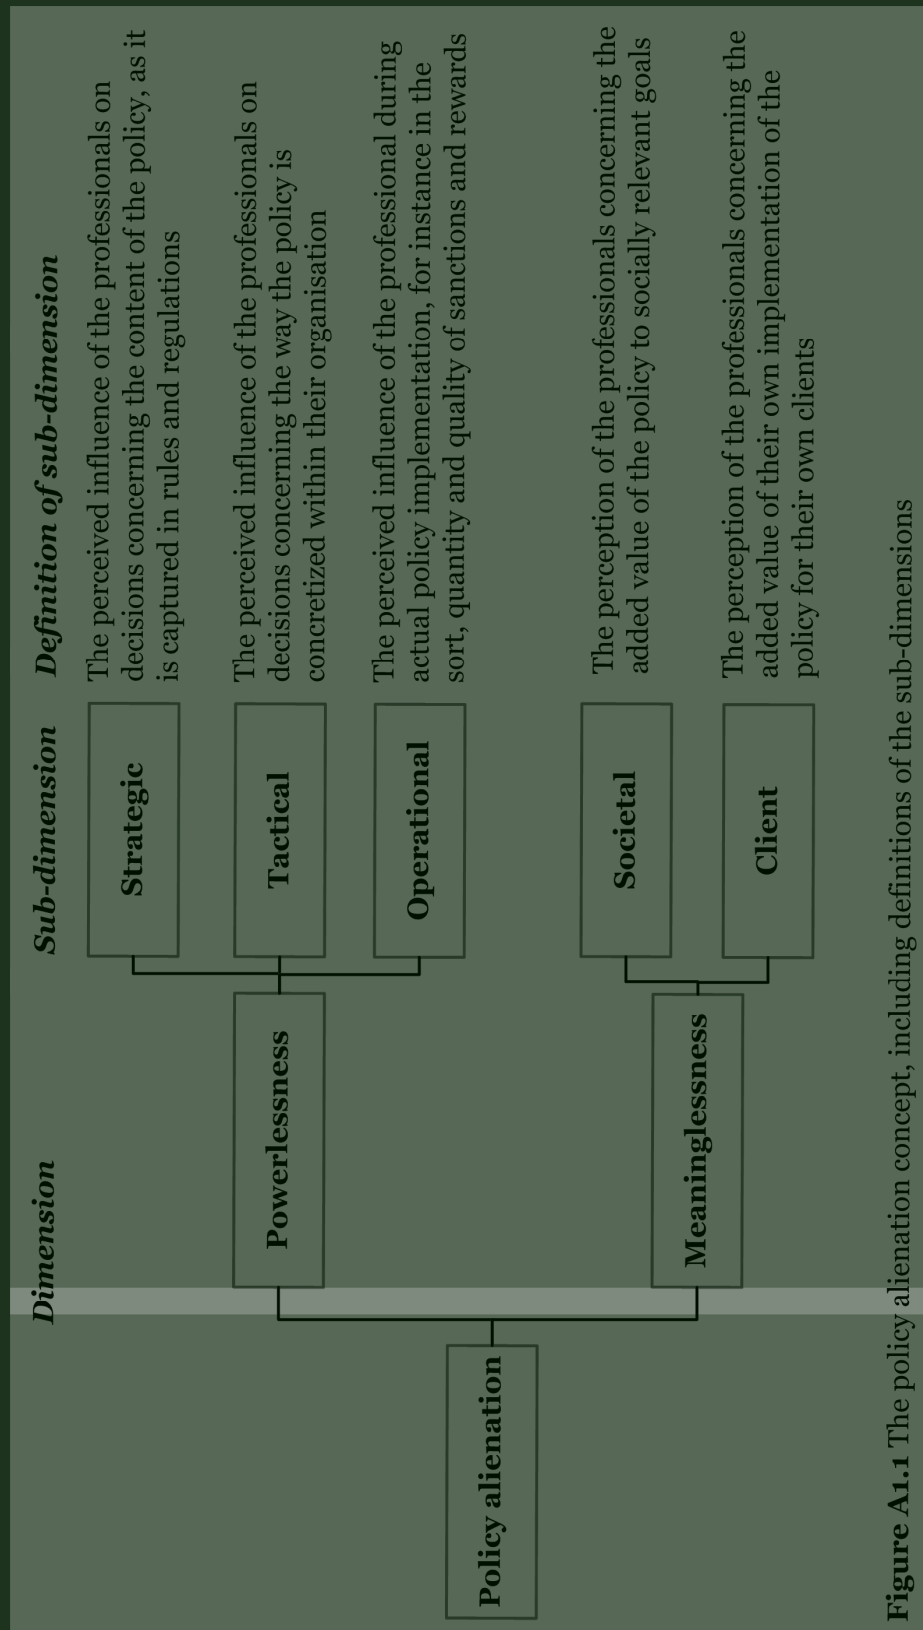 Dimension
Sub-dimension
Definition of sub-dimension
Policy alienation
Powerlessness
Strategic
The perceived influence of the professionals on
decisions concerning the content of the policy, as it
is captured in rules and regulations
Tactical
The perceived influence of the professionals on
decisions concerning the way the policy is
concretized within their organisation
Operational
The perceived influence of the professional during
actual policy implementation, for instance in the
sort, quantity and quality of sanctions and rewards
Meaninglessness
Societal
The perception of the professionals concerning the
added value of the policy to socially relevant goals
Client
The perception of the professionals concerning the
added value of their own implementation of the
policy for their own clients
Figure A1.1 The policy alienation concept, including definitions of the sub-dimensions